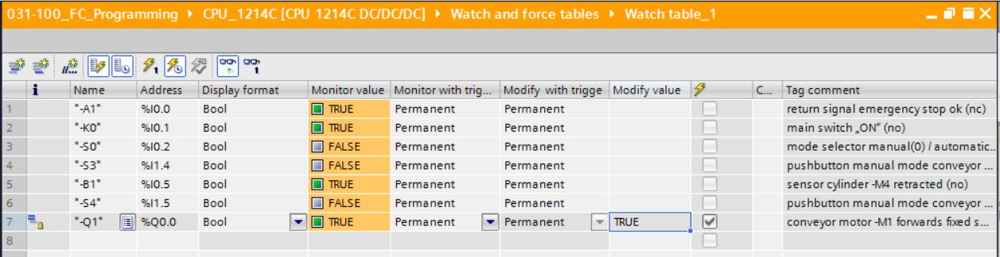 031-100_FC_Programming ▸ CPU_1214C [CPU 1214C DC/DC/DC] ▸ Watch and force tables ▸ Watch table_1
i Name Address Display format Monitor value Monitor with trig... Modify with trigge Modify value C... Tag comment
1 "-A1" %I0.0 Bool TRUE Permanent Permanent return signal emergency stop ok (nc)
2 "-K0" %I0.1 Bool TRUE Permanent Permanent main switch „ON“ (no)
3 "-S0" %I0.2 Bool FALSE Permanent Permanent mode selector manual(0) / automatic...
4 "-S3" %I1.4 Bool FALSE Permanent Permanent pushbutton manual mode conveyor ...
5 "-B1" %I0.5 Bool TRUE Permanent Permanent sensor cylinder -M4 retracted (no)
6 "-S4" %I1.5 Bool FALSE Permanent Permanent pushbutton manual mode conveyor ...
7 "-Q1" %Q0.0 Bool TRUE Permanent Permanent TRUE conveyor motor -M1 forwards fixed s...
8